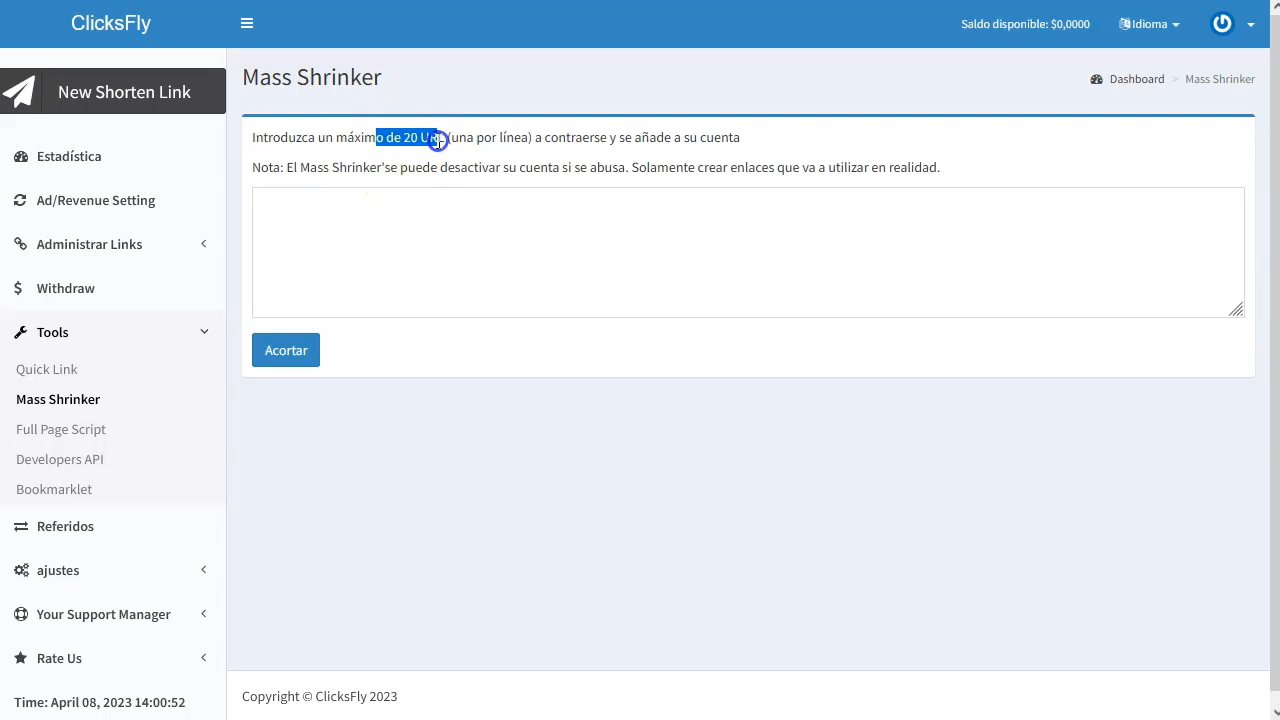 ClicksFly
Saldo disponible: $0,0000
Idioma
New Shorten Link
Mass Shrinker
Dashboard > Mass Shrinker
Introduzca un máximo de 20 URL (una por línea) a contraerse y se añade a su cuenta
Nota: El Mass Shrinker'se puede desactivar su cuenta si se abusa. Solamente crear enlaces que va a utilizar en realidad.
Acortar
Estadística
Ad/Revenue Setting
Administrar Links
Withdraw
Tools
Quick Link
Mass Shrinker
Full Page Script
Developers API
Bookmarklet
Referidos
ajustes
Your Support Manager
Rate Us
Time: April 08, 2023 14:00:52
Copyright © ClicksFly 2023